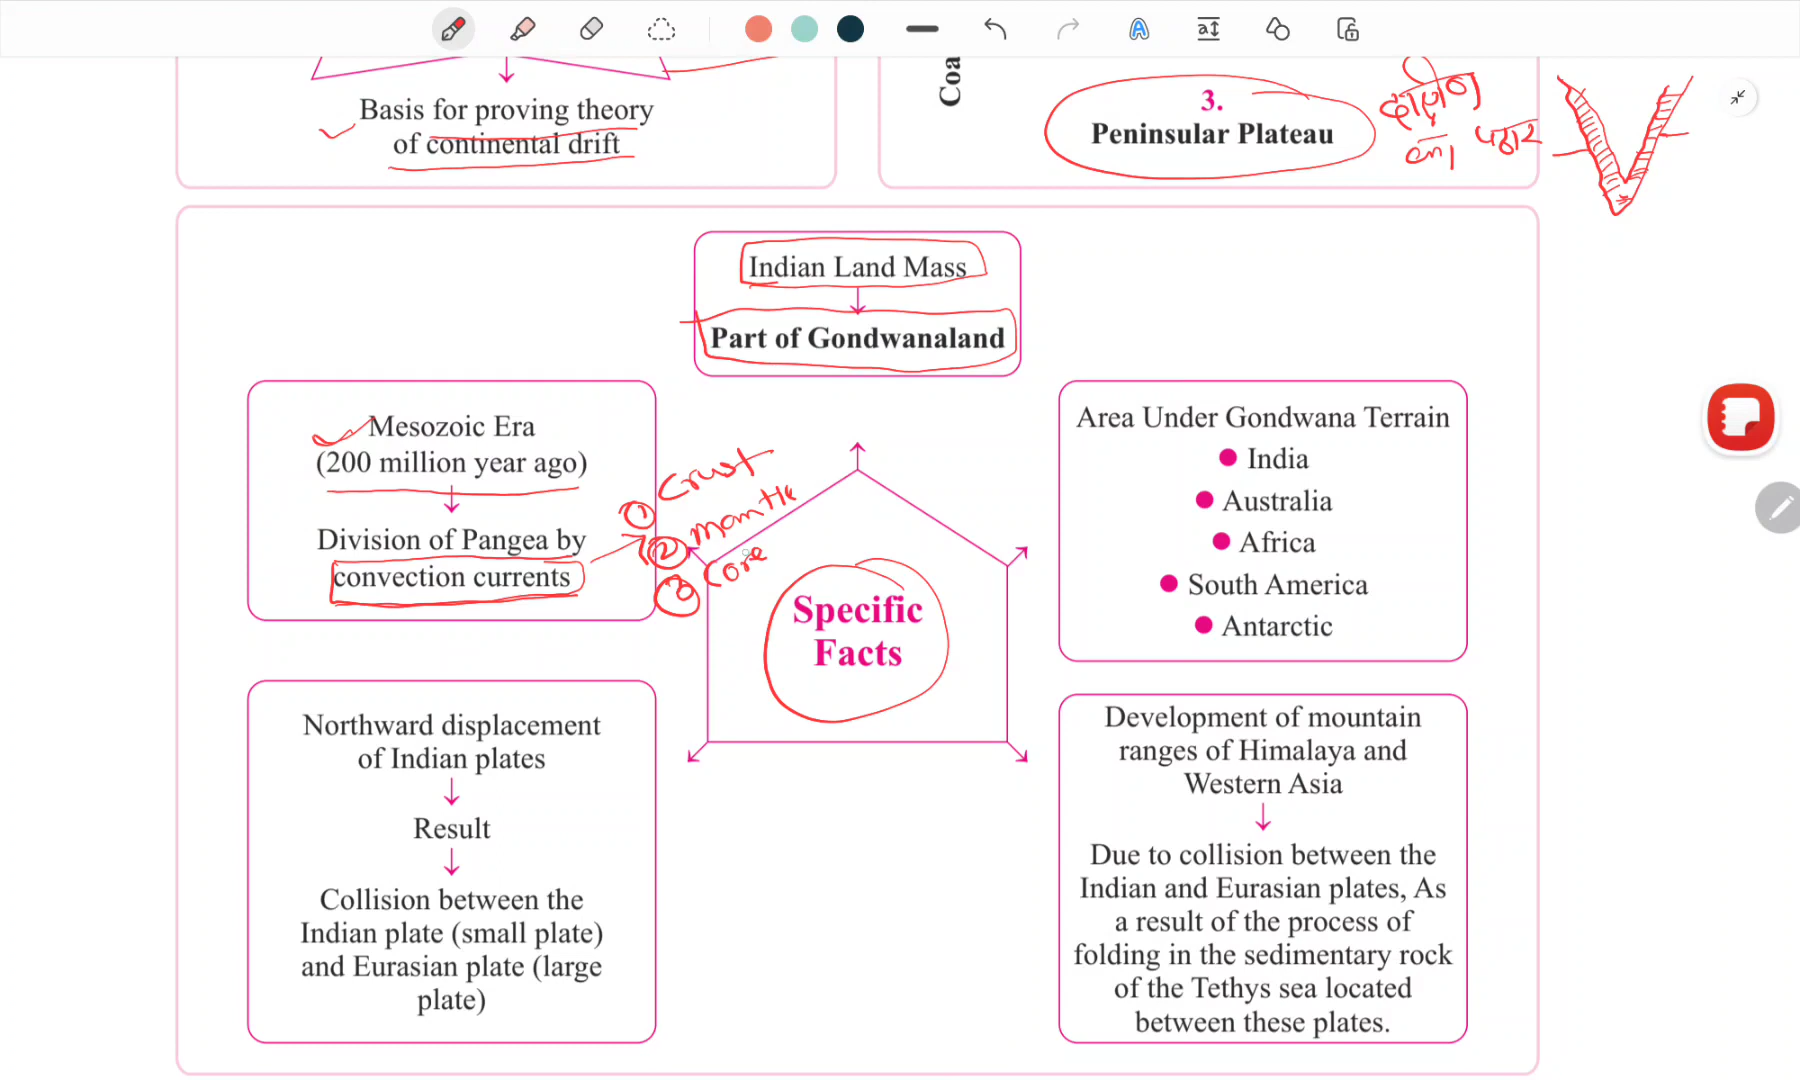 Basis for proving theory
of continental drift
Coa
3.
Peninsular Plateau
का पठार
Indian Land Mass
Part of Gondwanaland
Mesozoic Era
(200 million year ago)
Division of Pangea by
convection currents
① Crust
② mantle
③ Core
Specific
Facts
Area Under Gondwana Terrain
India
Australia
Africa
South America
Antarctic
Northward displacement
of Indian plates
Result
Collision between the
Indian plate (small plate)
and Eurasian plate (large
plate)
Development of mountain
ranges of Himalaya and
Western Asia
Due to collision between the
Indian and Eurasian plates, As
a result of the process of
folding in the sedimentary rock
of the Tethys sea located
between these plates.